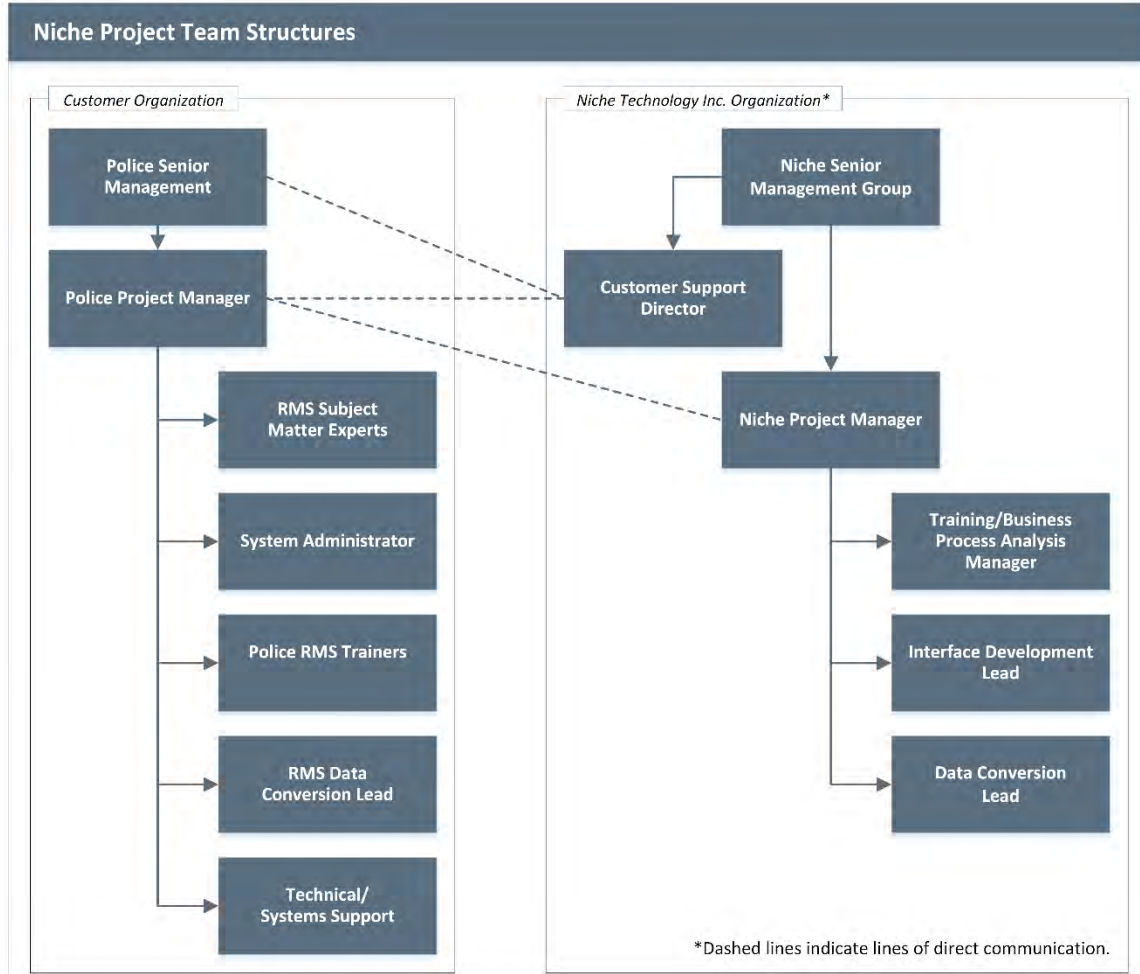 Niche Project Team Structures
Customer Organization
Police Senior
Management
Police Project Manager
RMS Subject
Matter Experts
System Administrator
Police RMS Trainers
RMS Data
Conversion Lead
Technical/
Systems Support
Niche Technology Inc. Organization*
Niche Senior
Management Group
Customer Support
Director
Niche Project Manager
Training/Business
Process Analysis
Manager
Interface Development
Lead
Data Conversion
Lead
*Dashed lines indicate lines of direct communication.